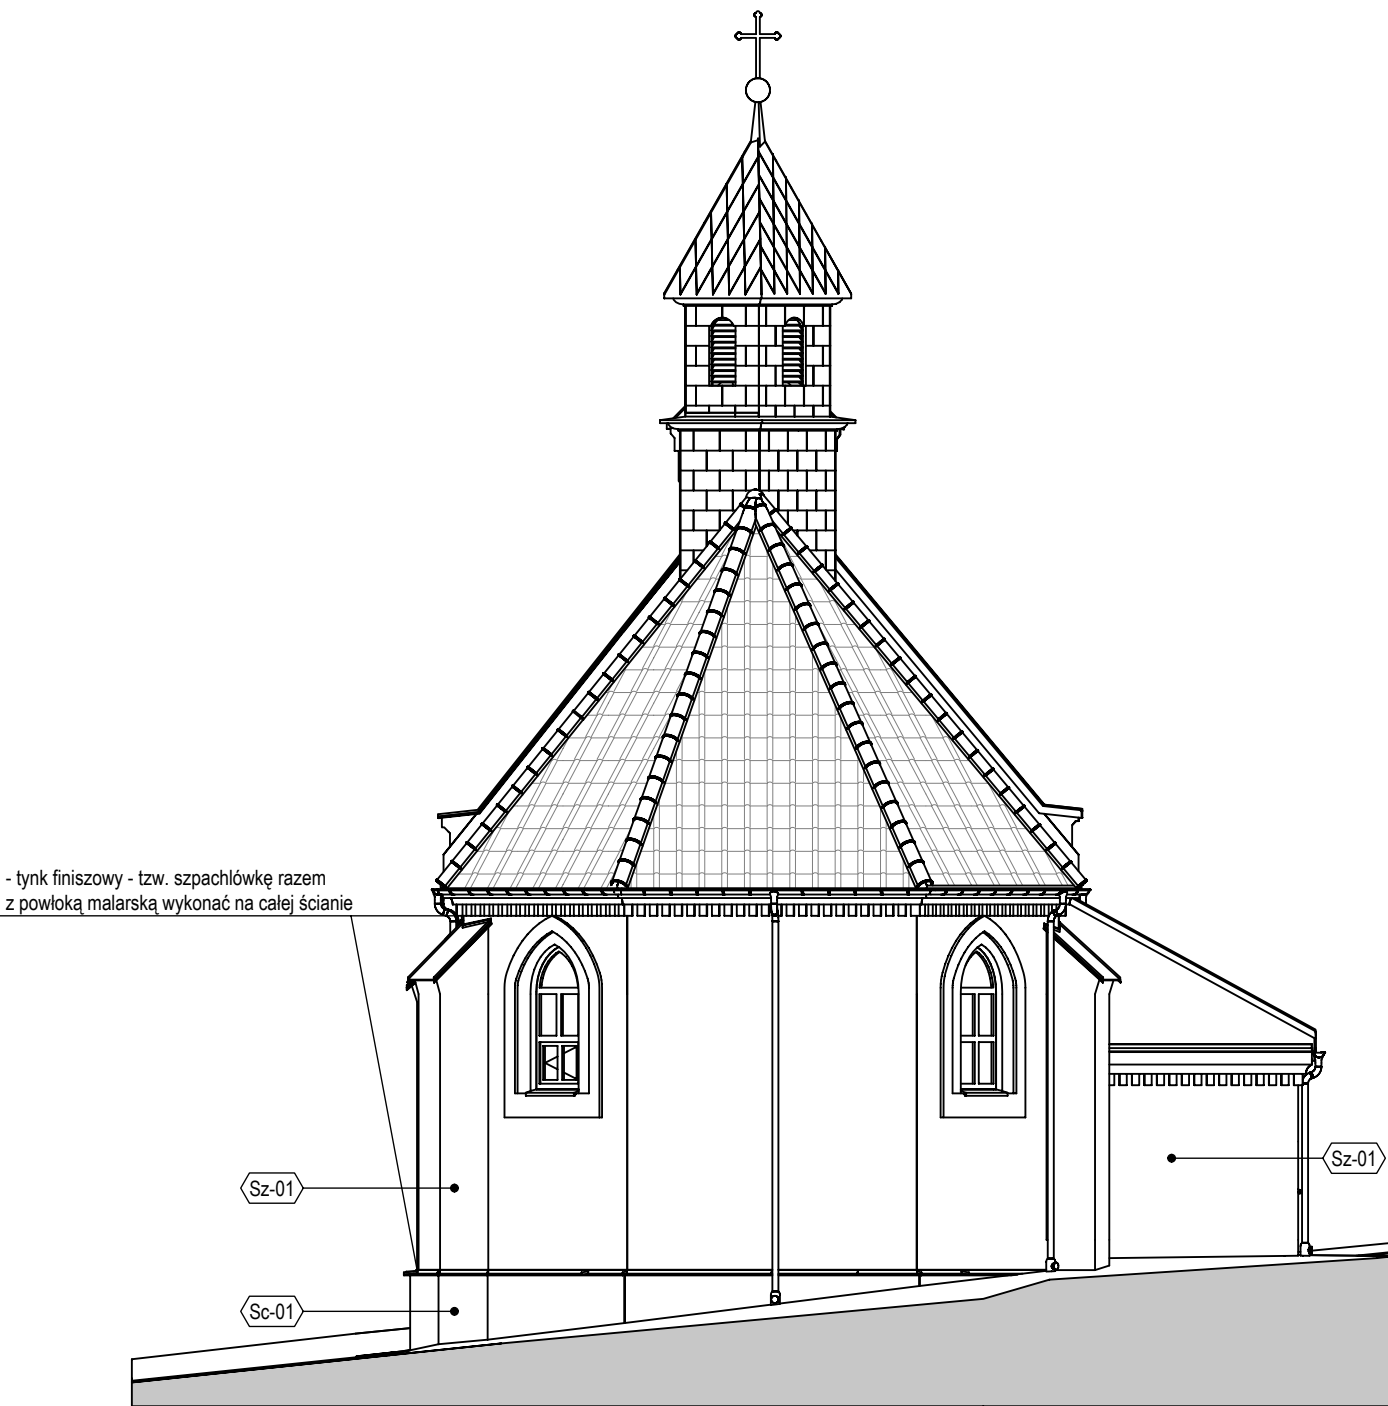 - tynk finiszowy - tzw. szpachlówkę razem
z powłoką malarską wykonać na całej ścianie
Sz-01
Sz-01
Sc-01